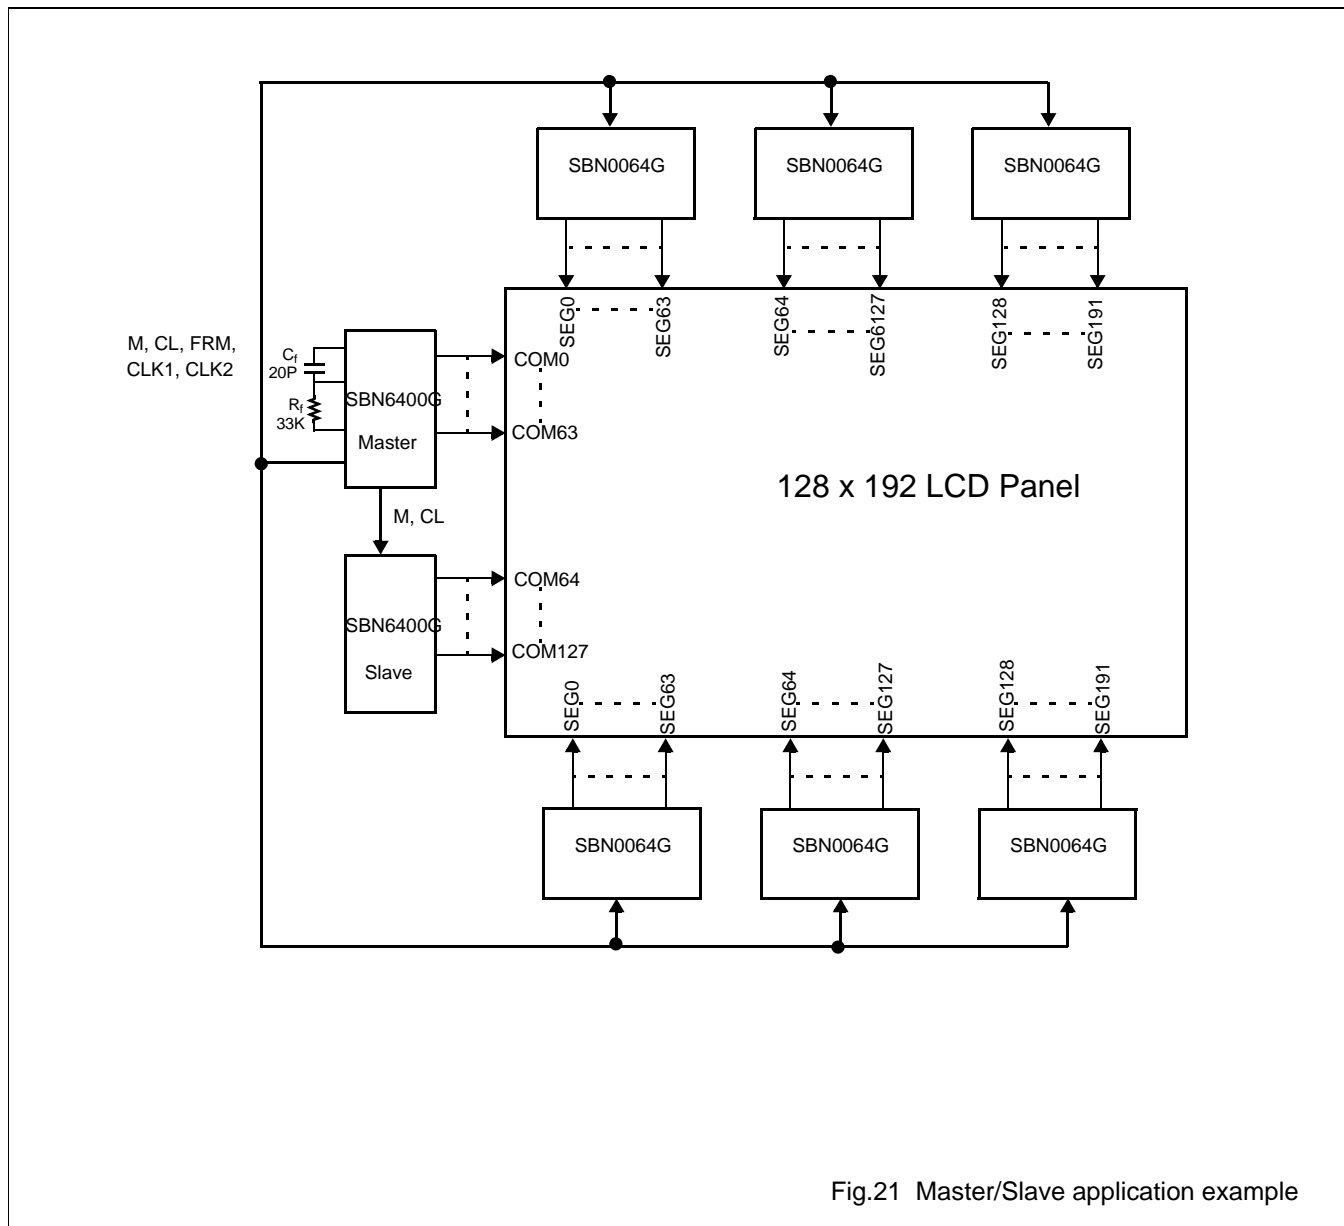 SBN0064G
SBN0064G
SBN0064G
SEG0
SEG63
SEG64
SEG6127
SEG128
SEG191
M, CL, FRM,
CLK1, CLK2
Cf
20P
Rf
33K
SBN6400G
Master
COM0
COM63
128 x 192 LCD Panel
M, CL
SBN6400G
Slave
COM64
COM127
SEG0
SEG63
SEG64
SEG127
SEG128
SEG191
SBN0064G
SBN0064G
SBN0064G
Fig.21 Master/Slave application example